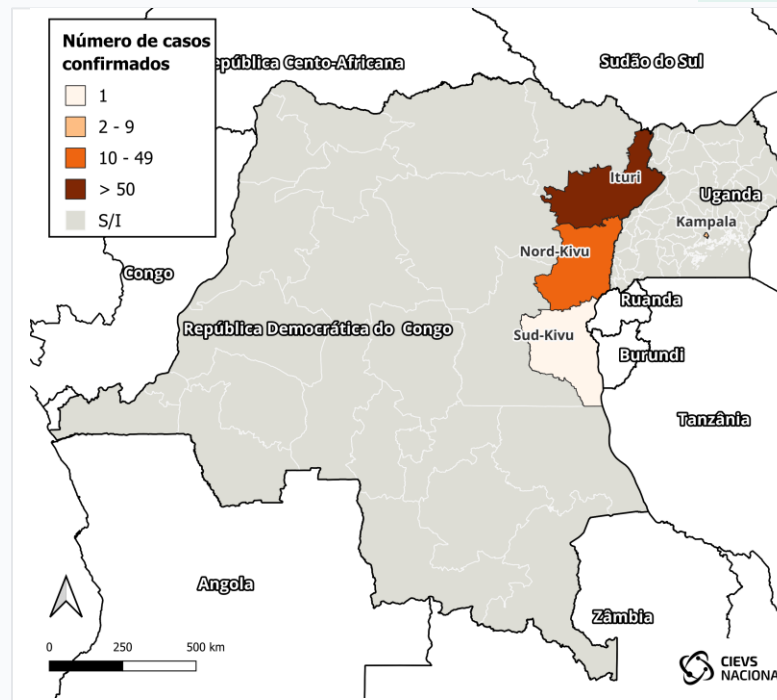 Número de casos
confirmados
1
2 - 9
10 - 49
> 50
S/I
epública Cento-Africana
Sudão do Sul
Ituri
Uganda
Kampala
Nord-Kivu
Congo
Ruanda
República Democrática do Congo
Sud-Kivu
Burundi
Tanzânia
Angola
Zâmbia
0 250 500 km
CIEVS
NACIONA